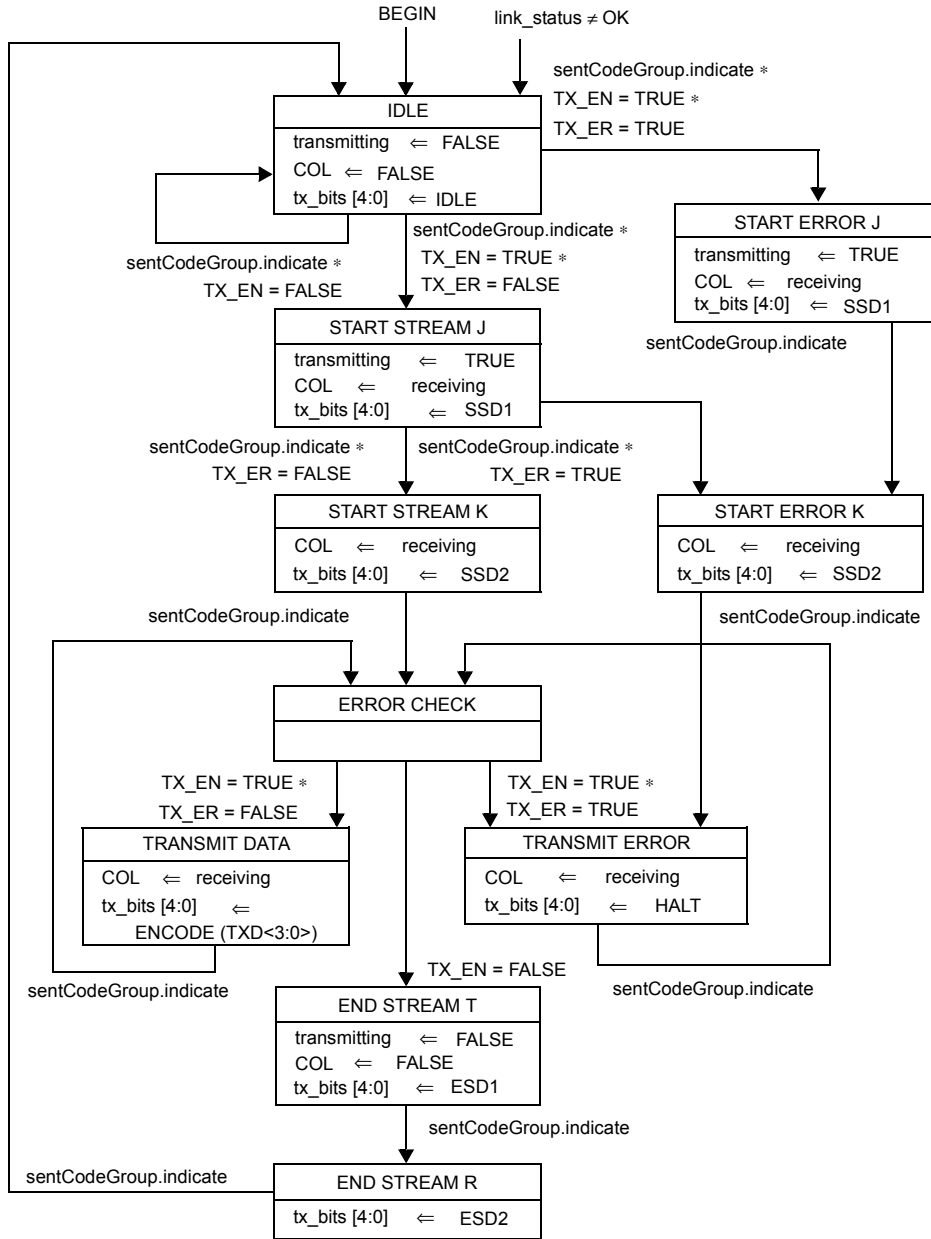 BEGIN
link_status ≠ OK
sentCodeGroup.indicate ∗
TX_EN = TRUE ∗
TX_ER = TRUE
IDLE
transmitting ⇐ FALSE
COL ⇐ FALSE
tx_bits [4:0] ⇐ IDLE
sentCodeGroup.indicate ∗
TX_EN = FALSE
sentCodeGroup.indicate ∗
TX_EN = TRUE ∗
TX_ER = FALSE
START ERROR J
transmitting ⇐ TRUE
COL ⇐ receiving
tx_bits [4:0] ⇐ SSD1
sentCodeGroup.indicate
START STREAM J
transmitting ⇐ TRUE
COL ⇐ receiving
tx_bits [4:0] ⇐ SSD1
sentCodeGroup.indicate ∗
TX_ER = FALSE
sentCodeGroup.indicate ∗
TX_ER = TRUE
START STREAM K
COL ⇐ receiving
tx_bits [4:0] ⇐ SSD2
START ERROR K
COL ⇐ receiving
tx_bits [4:0] ⇐ SSD2
sentCodeGroup.indicate
sentCodeGroup.indicate
ERROR CHECK
TX_EN = TRUE ∗
TX_ER = FALSE
TX_EN = TRUE ∗
TX_ER = TRUE
TRANSMIT DATA
COL ⇐ receiving
tx_bits [4:0] ⇐
ENCODE (TXD<3:0>)
TRANSMIT ERROR
COL ⇐ receiving
tx_bits [4:0] ⇐ HALT
sentCodeGroup.indicate
TX_EN = FALSE
sentCodeGroup.indicate
END STREAM T
transmitting ⇐ FALSE
COL ⇐ FALSE
tx_bits [4:0] ⇐ ESD1
sentCodeGroup.indicate
sentCodeGroup.indicate
END STREAM R
tx_bits [4:0] ⇐ ESD2